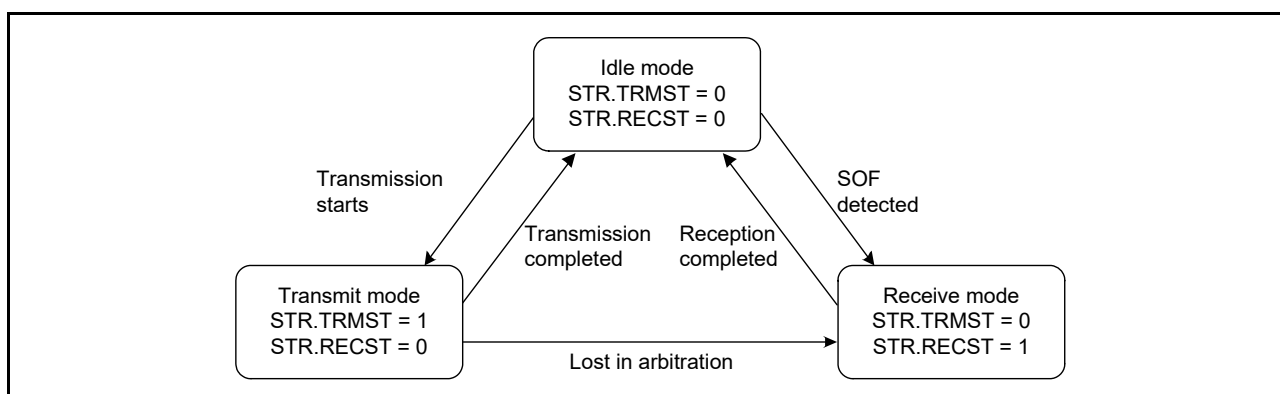 Idle mode
STR.TRMST = 0
STR.RECST = 0
Transmission
starts
SOF
detected
Transmission
completed
Reception
completed
Transmit mode
STR.TRMST = 1
STR.RECST = 0
Receive mode
STR.TRMST = 0
STR.RECST = 1
Lost in arbitration